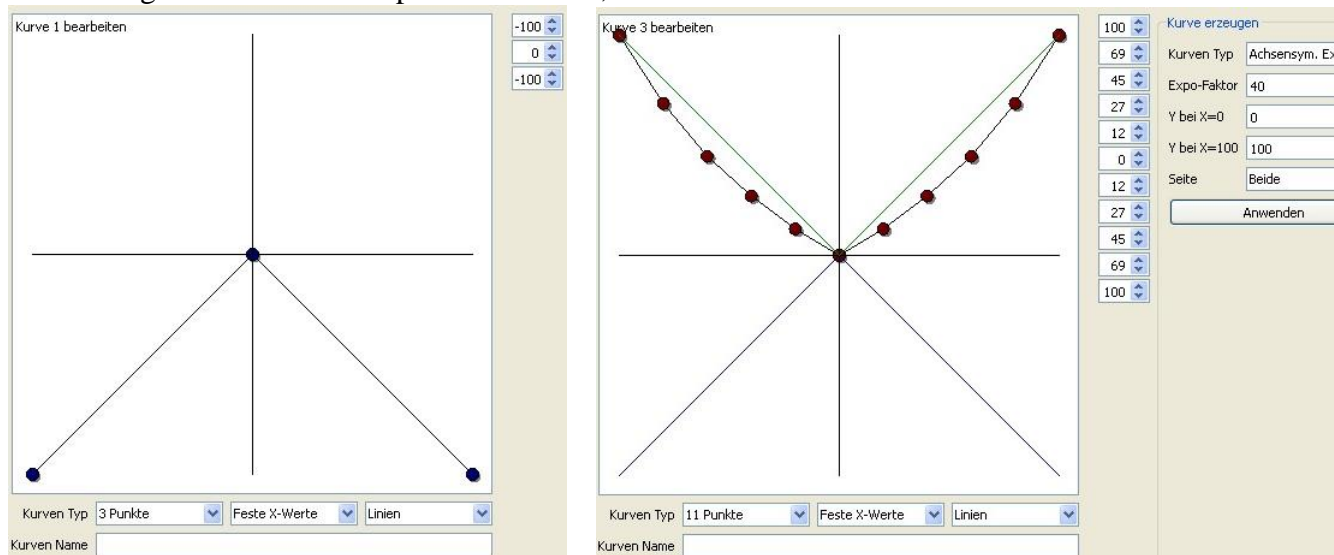 Kurve 1 bearbeiten
-100
0
-100
Kurven Typ 3 Punkte Feste X-Werte Linien
Kurven Name
Kurve 3 bearbeiten
100
69
45
27
12
0
12
27
45
69
100
Kurve erzeugen
Kurven Typ Achsensym. Ex
Expo-Faktor 40
Y bei X=0 0
Y bei X=100 100
Seite Beide
Anwenden
Kurven Typ 11 Punkte Feste X-Werte Linien
Kurven Name